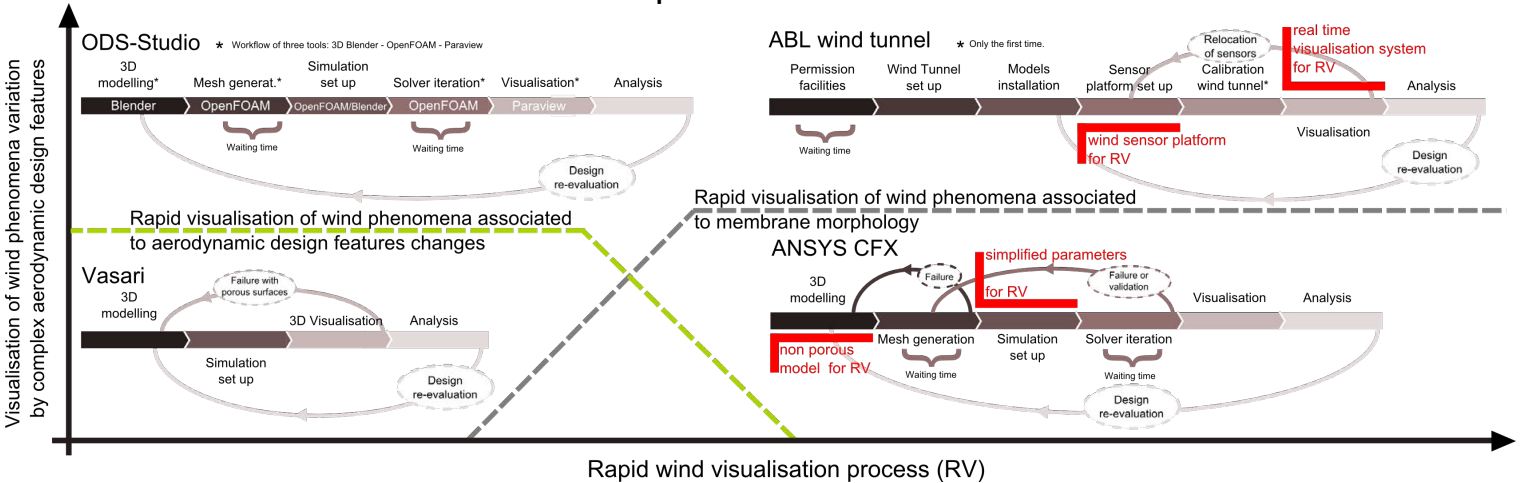 Visualisation of wind phenomena variation
by complex aerodynamic design features
ODS-Studio
* Workflow of three tools: 3D Blender - OpenFOAM - Paraview
3D
modelling*
Mesh generat.*
Simulation
set up
Solver iteration*
Visualisation*
Analysis
Blender
OpenFOAM
OpenFOAM/Blender
OpenFOAM
Paraview
Waiting time
Waiting time
Design
re-evaluation
ABL wind tunnel
* Only the first time.
Permission
facilities
Wind Tunnel
set up
Models
installation
Sensor
platform set up
Relocation
of sensors
Calibration
wind tunnel*
real time
visualisation system
for RV
Analysis
Waiting time
wind sensor platform
for RV
Visualisation
Design
re-evaluation
Rapid visualisation of wind phenomena associated
to aerodynamic design features changes
Rapid visualisation of wind phenomena associated
to membrane morphology
Vasari
3D
modelling
Failure with
porous surfaces
3D Visualisation
Analysis
Simulation
set up
Design
re-evaluation
ANSYS CFX
3D
modelling
Failure
simplified parameters
for RV
Failure or
validation
Visualisation
Analysis
non porous
model for RV
Mesh generation
Simulation
set up
Solver iteration
Waiting time
Waiting time
Design
re-evaluation
Rapid wind visualisation process (RV)